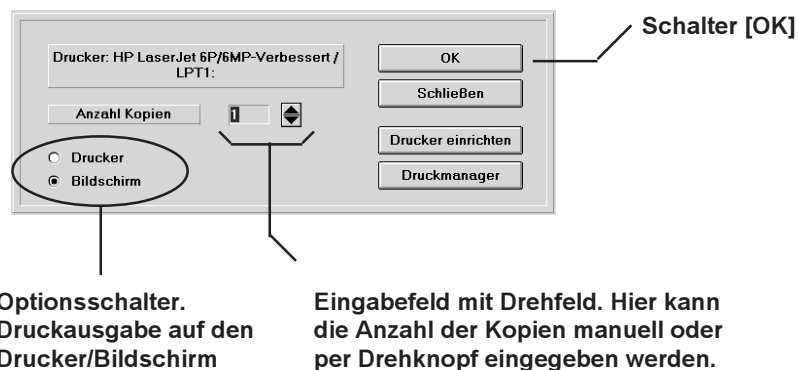 Schalter [OK]
Drucker: HP LaserJet 6P/6MP-Verbessert /
LPT1:
OK
Schließen
Anzahl Kopien
1
Drucker einrichten
Drucker
Bildschirm
Druckmanager
Optionsschalter.
Druckausgabe auf den
Drucker/Bildschirm
Eingabefeld mit Drehfeld. Hier kann
die Anzahl der Kopien manuell oder
per Drehknopf eingegeben werden.